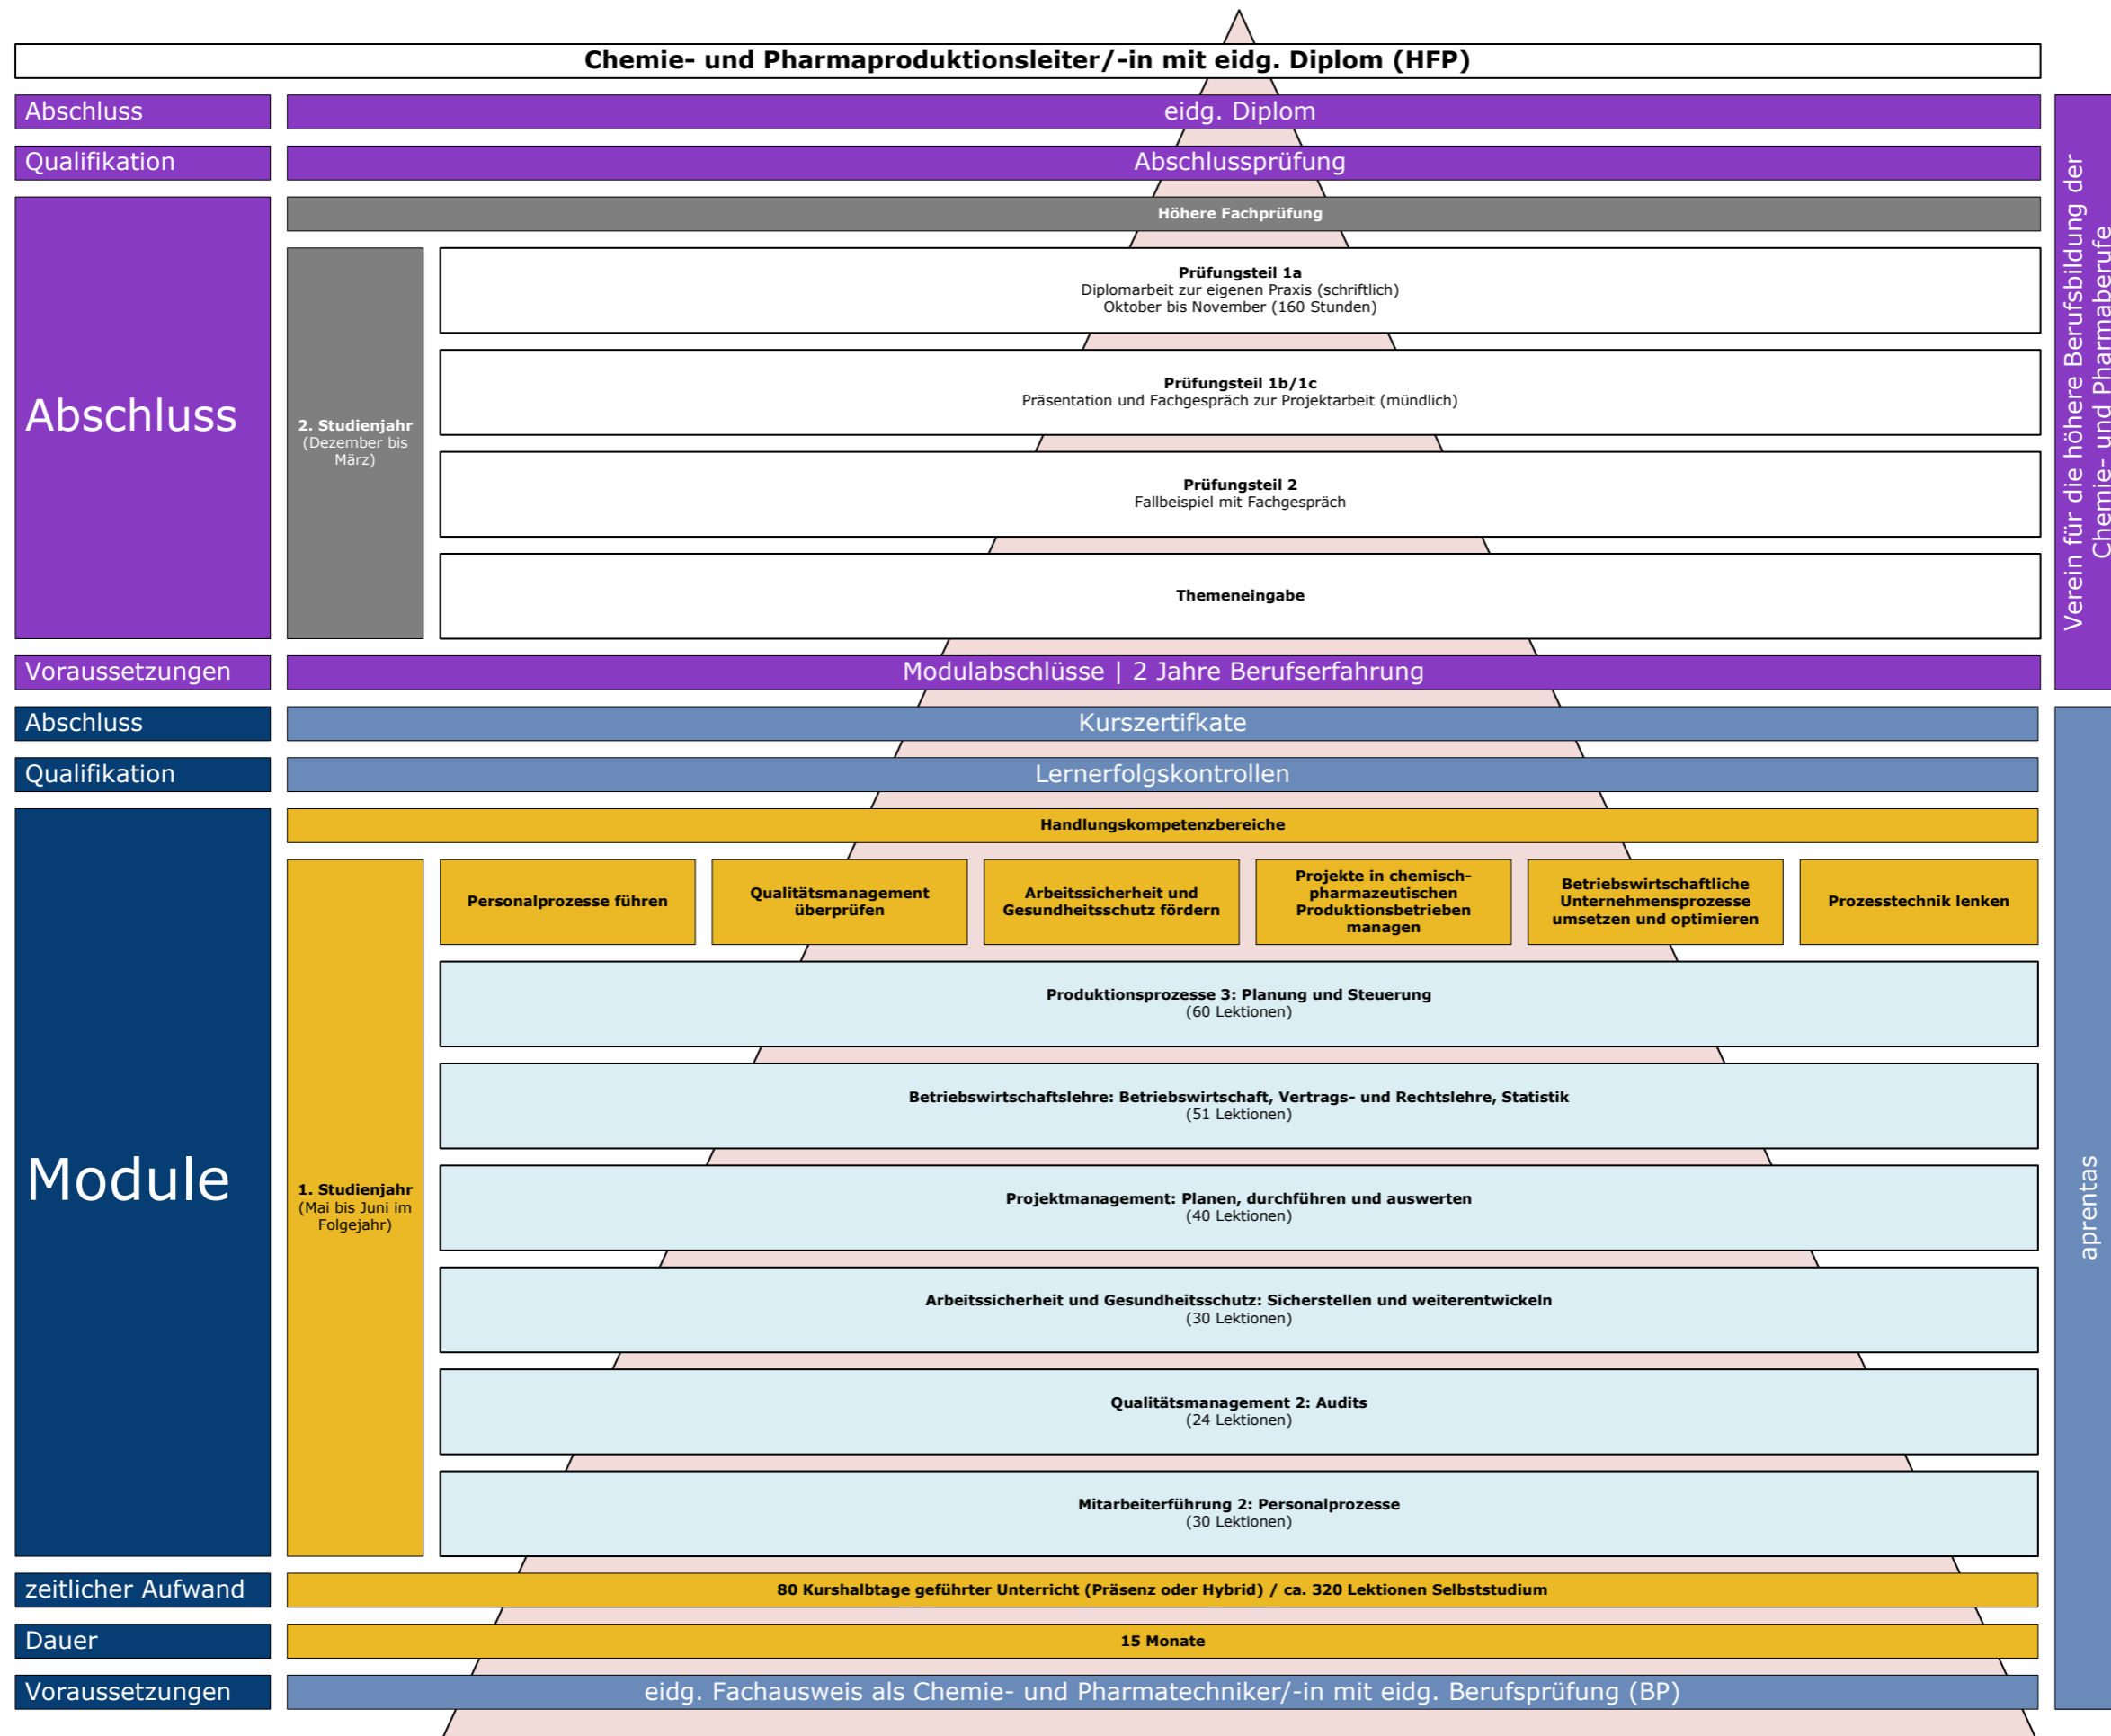 Chemie- und Pharmaproduktionsleiter/-in mit eidg. Diplom (HFP)
Abschluss
eidg. Diplom
Qualifikation
Abschlussprüfung
Abschluss
Höhere Fachprüfung
2. Studienjahr
(Dezember bis
März)
Prüfungsteil 1a
Diplomarbeit zur eigenen Praxis (schriftlich)
Oktober bis November (160 Stunden)
Prüfungsteil 1b/1c
Präsentation und Fachgespräch zur Projektarbeit (mündlich)
Prüfungsteil 2
Fallbeispiel mit Fachgespräch
Themeneingabe
Voraussetzungen
Modulabschlüsse | 2 Jahre Berufserfahrung
Verein für die höhere Berufsbildung der
Chemie- und Pharmaberufe
Abschluss
Kurszertifkate
Qualifikation
Lernerfolgskontrollen
Module
Handlungskompetenzbereiche
1. Studienjahr
(Mai bis Juni im
Folgejahr)
Personalprozesse führen
Qualitätsmanagement
überprüfen
Arbeitssicherheit und
Gesundheitsschutz fördern
Projekte in chemisch-
pharmazeutischen
Produktionsbetrieben
managen
Betriebswirtschaftliche
Unternehmensprozesse
umsetzen und optimieren
Prozesstechnik lenken
Produktionsprozesse 3: Planung und Steuerung
(60 Lektionen)
Betriebswirtschaftslehre: Betriebswirtschaft, Vertrags- und Rechtslehre, Statistik
(51 Lektionen)
Projektmanagement: Planen, durchführen und auswerten
(40 Lektionen)
Arbeitssicherheit und Gesundheitsschutz: Sicherstellen und weiterentwickeln
(30 Lektionen)
Qualitätsmanagement 2: Audits
(24 Lektionen)
Mitarbeiterführung 2: Personalprozesse
(30 Lektionen)
zeitlicher Aufwand
80 Kurshalbtage geführter Unterricht (Präsenz oder Hybrid) / ca. 320 Lektionen Selbststudium
Dauer
15 Monate
Voraussetzungen
eidg. Fachausweis als Chemie- und Pharmatechniker/-in mit eidg. Berufsprüfung (BP)
aprentas